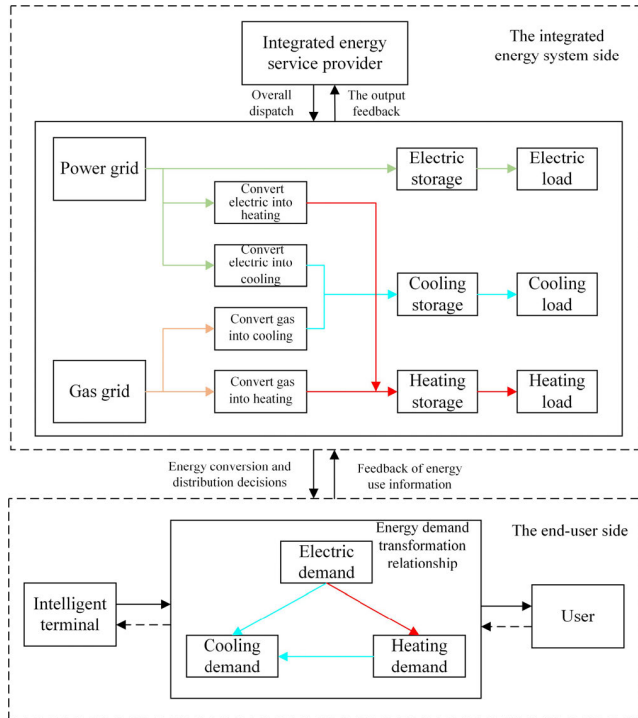 Integrated energy
service provider
The integrated
energy system side
Overall
dispatch
The output
feedback
Power grid
Electric
storage
Electric
load
Convert
electric into
heating
Convert
electric into
cooling
Cooling
storage
Cooling
load
Convert gas
into cooling
Gas grid
Convert gas
into heating
Heating
storage
Heating
load
Energy conversion and
distribution decisions
Feedback of energy
use information
Energy demand
transformation
relationship
The end-user side
Electric
demand
Intelligent
terminal
User
Cooling
demand
Heating
demand